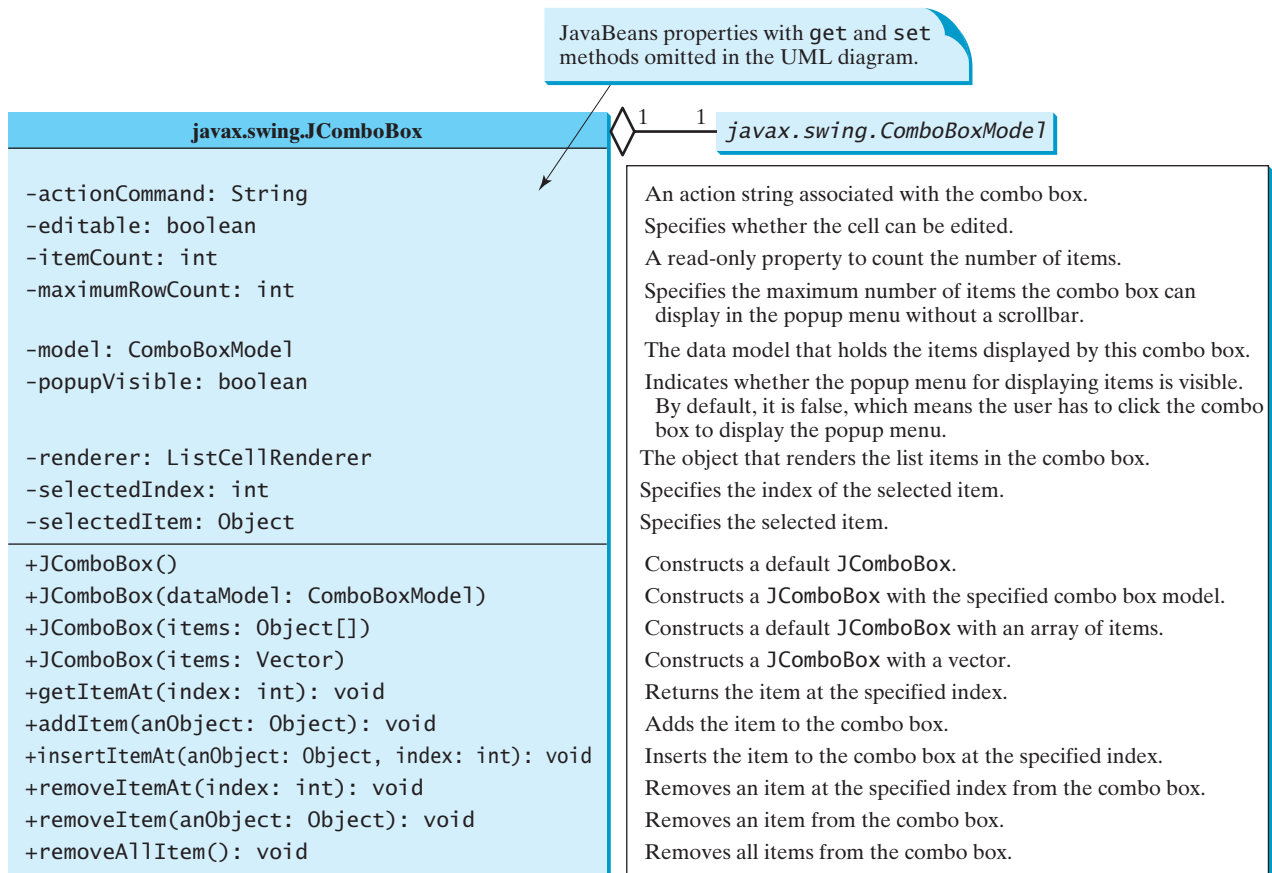 JavaBeans properties with get and set
methods omitted in the UML diagram.
javax.swing.JComboBox
1
1
javax.swing.ComboBoxModel
-actionCommand: String
An action string associated with the combo box.
-editable: boolean
Specifies whether the cell can be edited.
-itemCount: int
A read-only property to count the number of items.
-maximumRowCount: int
Specifies the maximum number of items the combo box can
display in the popup menu without a scrollbar.
-model: ComboBoxModel
The data model that holds the items displayed by this combo box.
-popupVisible: boolean
Indicates whether the popup menu for displaying items is visible.
By default, it is false, which means the user has to click the combo
box to display the popup menu.
-renderer: ListCellRenderer
The object that renders the list items in the combo box.
-selectedIndex: int
Specifies the index of the selected item.
-selectedItem: Object
Specifies the selected item.
+JComboBox()
Constructs a default JComboBox.
+JComboBox(dataModel: ComboBoxModel)
Constructs a JComboBox with the specified combo box model.
+JComboBox(items: Object[])
Constructs a default JComboBox with an array of items.
+JComboBox(items: Vector)
Constructs a JComboBox with a vector.
+getItemAt(index: int): void
Returns the item at the specified index.
+addItem(anObject: Object): void
Adds the item to the combo box.
+insertItemAt(anObject: Object, index: int): void
Inserts the item to the combo box at the specified index.
+removeItemAt(index: int): void
Removes an item at the specified index from the combo box.
+removeItem(anObject: Object): void
Removes an item from the combo box.
+removeAllItem(): void
Removes all items from the combo box.